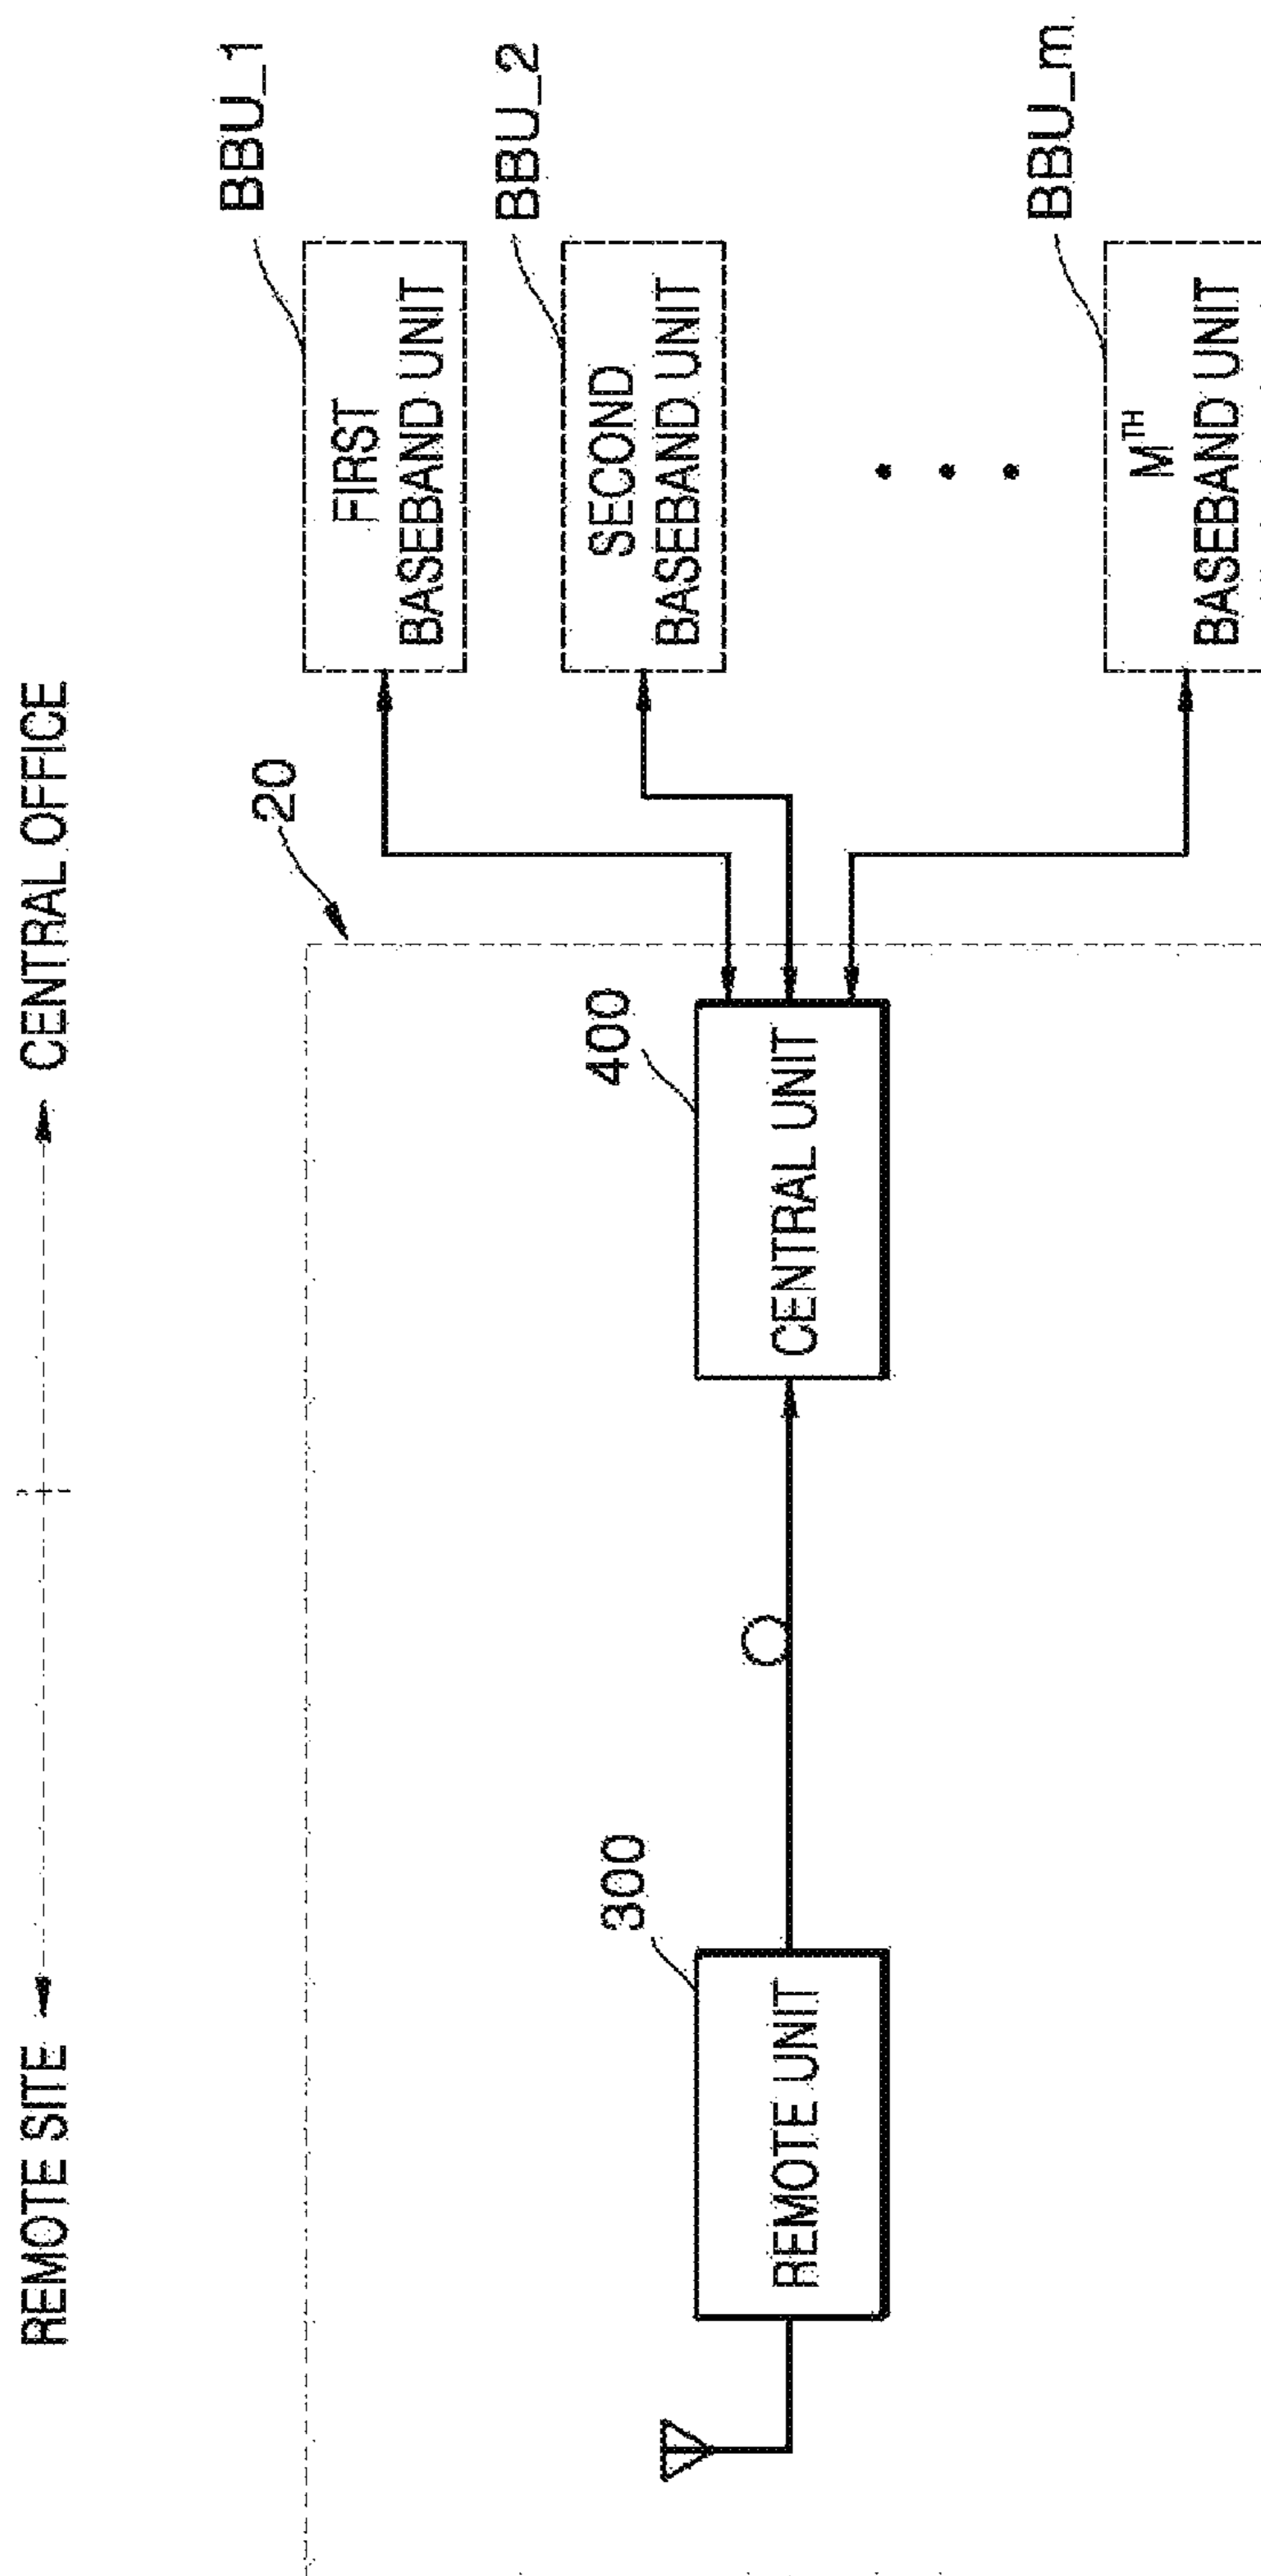 REMOTE SITE
CENTRAL OFFICE
20
BBU_1
FIRST
BASEBAND UNIT
BBU_2
SECOND
BASEBAND UNIT
300
REMOTE UNIT
400
CENTRAL UNIT
BBU_m
MTH
BASEBAND UNIT